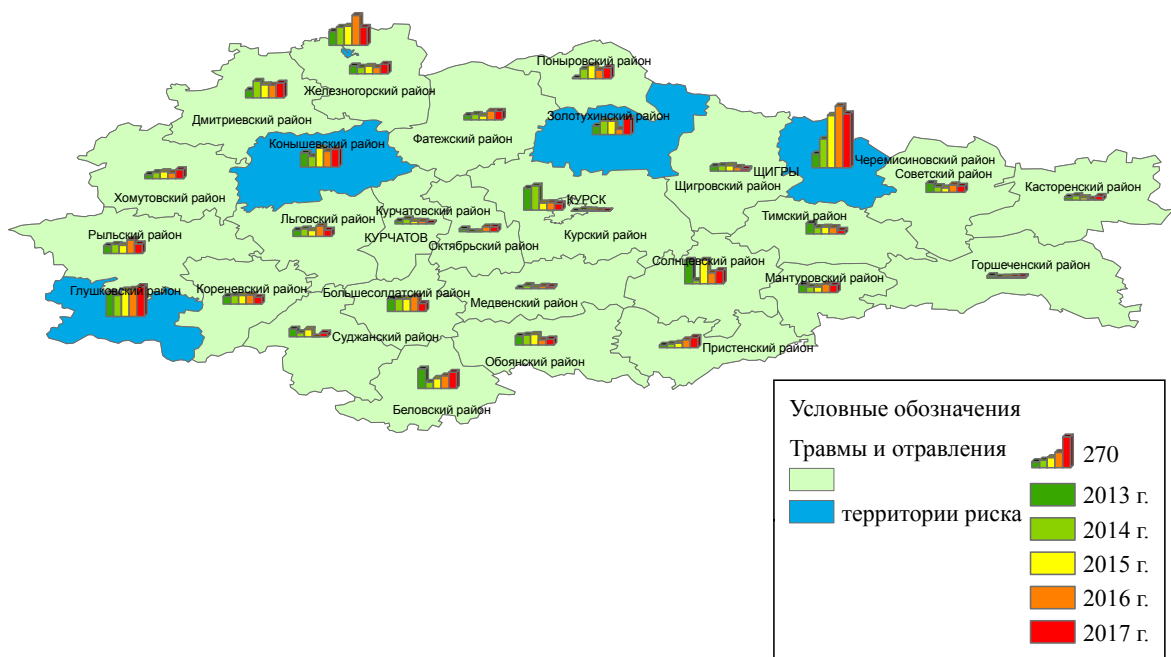 Поныровский район
Железногорский район
Золотухинский район
Дмитриевский район
Фатежский район
Конышевский район
Черемисиновский район
ЩИГРЫ
Советский район
Щигровский район
Касторенский район
Хомутовский район
КУРСК
Курчатовский район
Льговский район
Тимский район
Рыльский район
КУРЧАТОВ
Октябрьский район
Курский район
Солнцевский район
Горшеченский район
Мантуровский район
Глушковский район
Кореневский район
Большесолдатский район
Медвенский район
Суджанский район
Пристенский район
Обоянский район
Беловский район
Условные обозначения
Травмы и отравления
территории риска
270
2013 г.
2014 г.
2015 г.
2016 г.
2017 г.